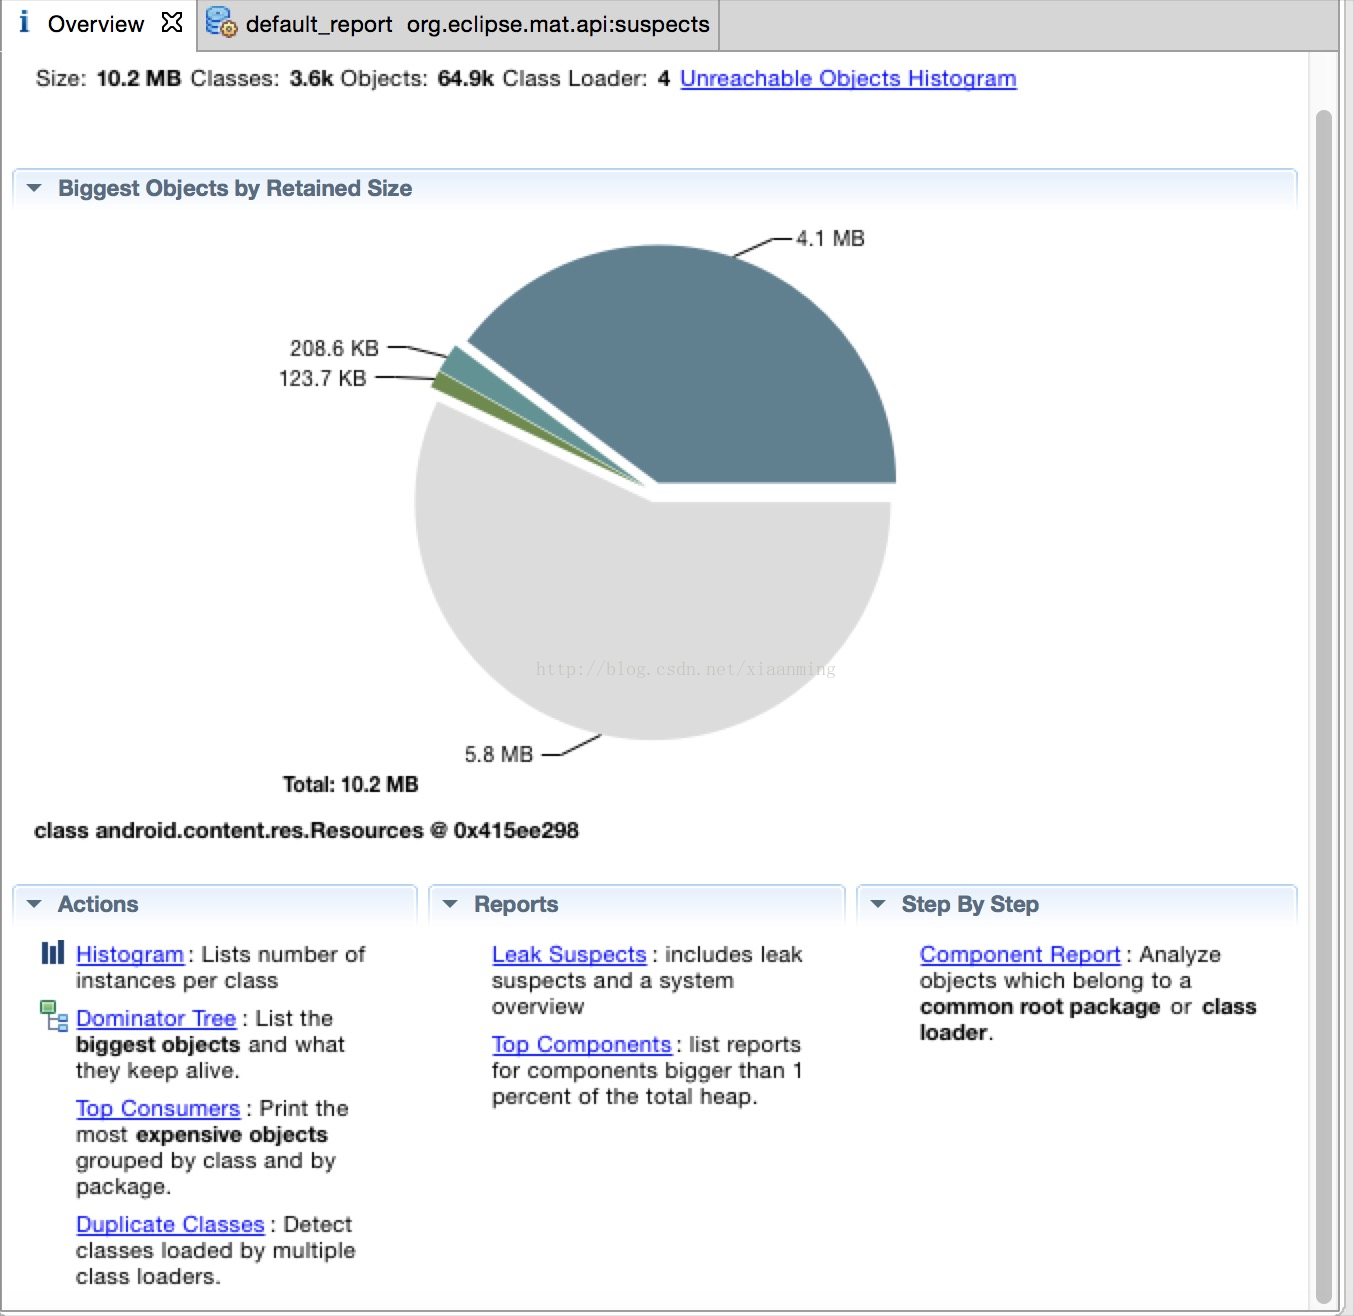 Overview default_report org.eclipse.mat.api:suspects
Size: 10.2 MB Classes: 3.6k Objects: 64.9k Class Loader: 4 Unreachable Objects Histogram
Biggest Objects by Retained Size
4.1 MB
208.6 KB
123.7 KB
http://blog.csdn.net/xiaanming
5.8 MB
Total: 10.2 MB
class android.content.res.Resources @ 0x415ee298
Actions
Histogram : Lists number of
instances per class
Dominator Tree : List the
biggest objects and what
they keep alive.
Top Consumers : Print the
most expensive objects
grouped by class and by
package.
Duplicate Classes : Detect
classes loaded by multiple
class loaders.
Reports
Leak Suspects : includes leak
suspects and a system
overview
Top Components : list reports
for components bigger than 1
percent of the total heap.
Step By Step
Component Report : Analyze
objects which belong to a
common root package or class
loader.